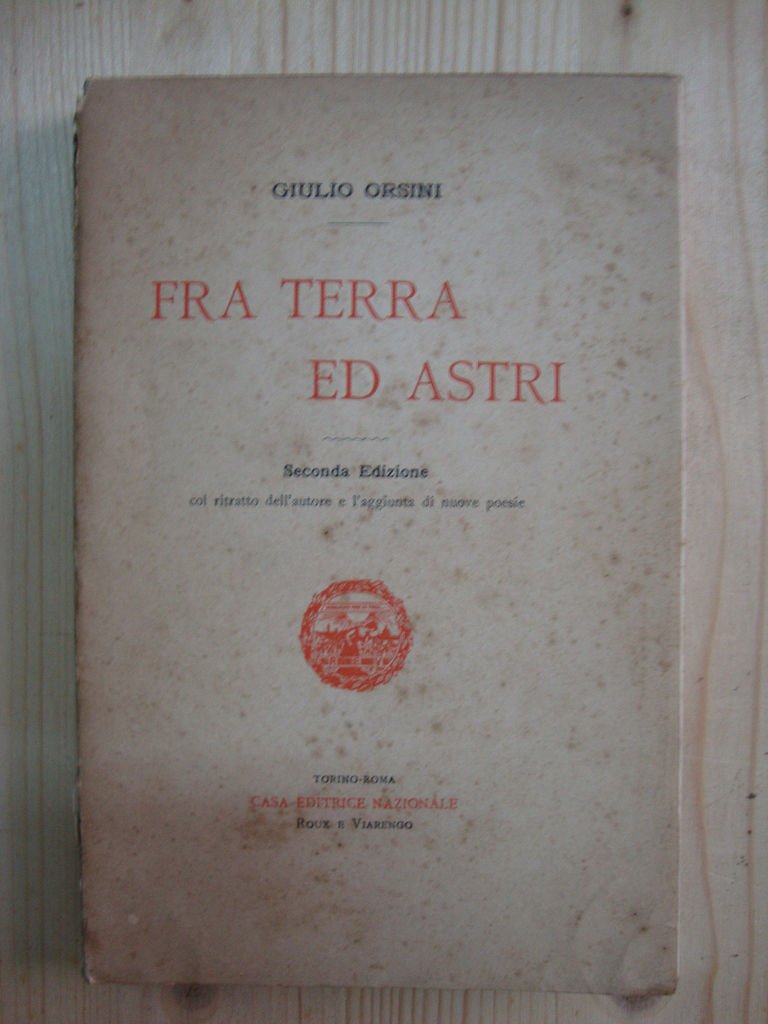 GIULIO ORSINI
FRA TERRA
ED ASTRI
Seconda Edizione
col ritratto dell'autore e l'aggiunta di nuove poesie
TORINO-ROMA
CASA EDITRICE NAZIONALE
ROUX E VIARENGO